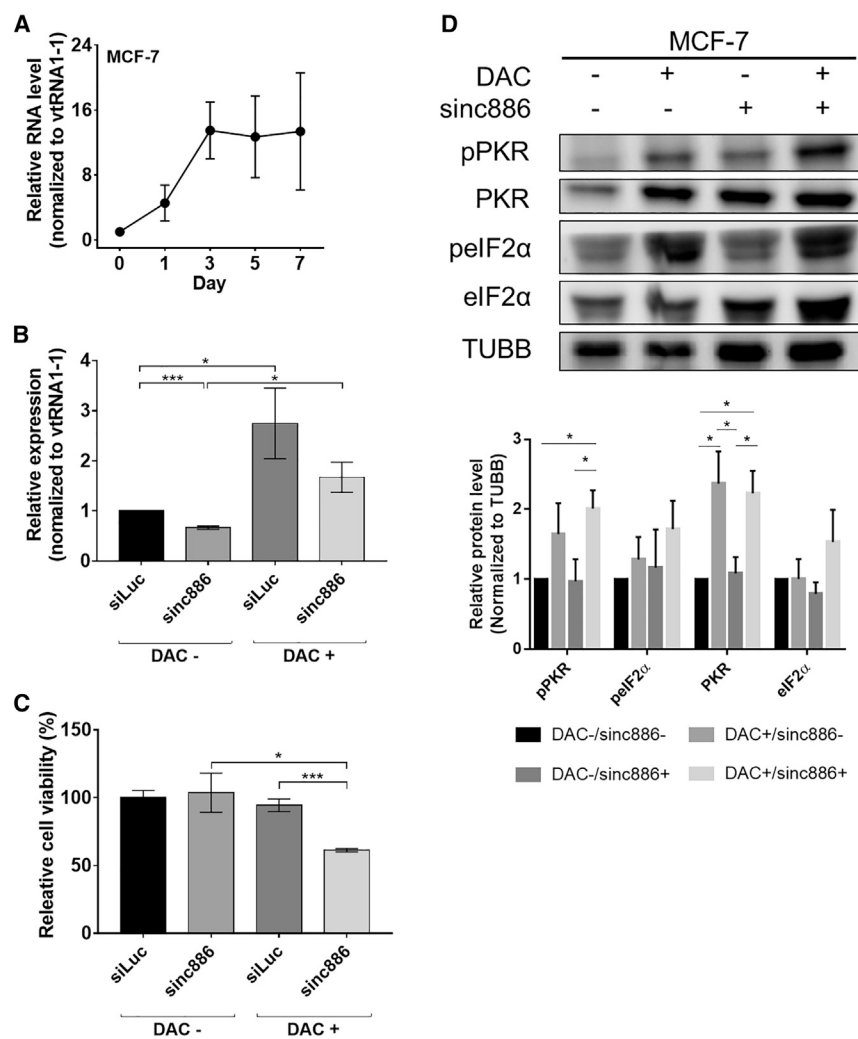 A
MCF-7
Relative RNA level
(nomalized to vtRNA1-1)
24
16
8
0
0 1 3 5 7
Day
B
Relative expression
(nomalized to vtRNA1-1)
4
3
2
1
0
*
*** *
siLuc sinc886 siLuc sinc886
DAC - DAC +
C
Releative cell viability (%)
150
100
50
0
*
***
siLuc sinc886 siLuc sinc886
DAC - DAC +
D
MCF-7
DAC - + - +
sinc886 - - + +
pPKR
PKR
peIF2α
eIF2α
TUBB
Relative protein level
(Normalized to TUBB)
3
2
1
0
* *
* * * *
pPKR peIF2α PKR eIF2α
DAC-/sinc886- DAC+/sinc886-
DAC-/sinc886+ DAC+/sinc886+